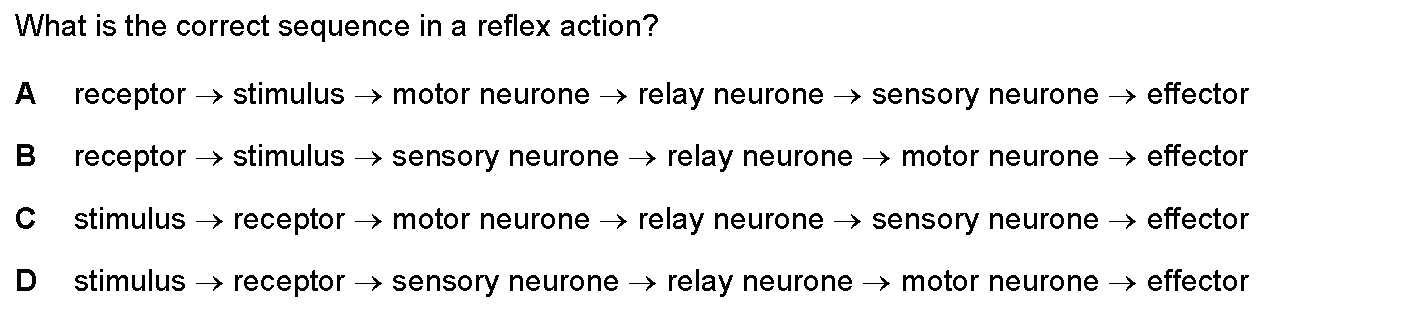 What is the correct sequence in a reflex action?
A receptor → stimulus → motor neurone → relay neurone → sensory neurone → effector
B receptor → stimulus → sensory neurone → relay neurone → motor neurone → effector
C stimulus → receptor → motor neurone → relay neurone → sensory neurone → effector
D stimulus → receptor → sensory neurone → relay neurone → motor neurone → effector